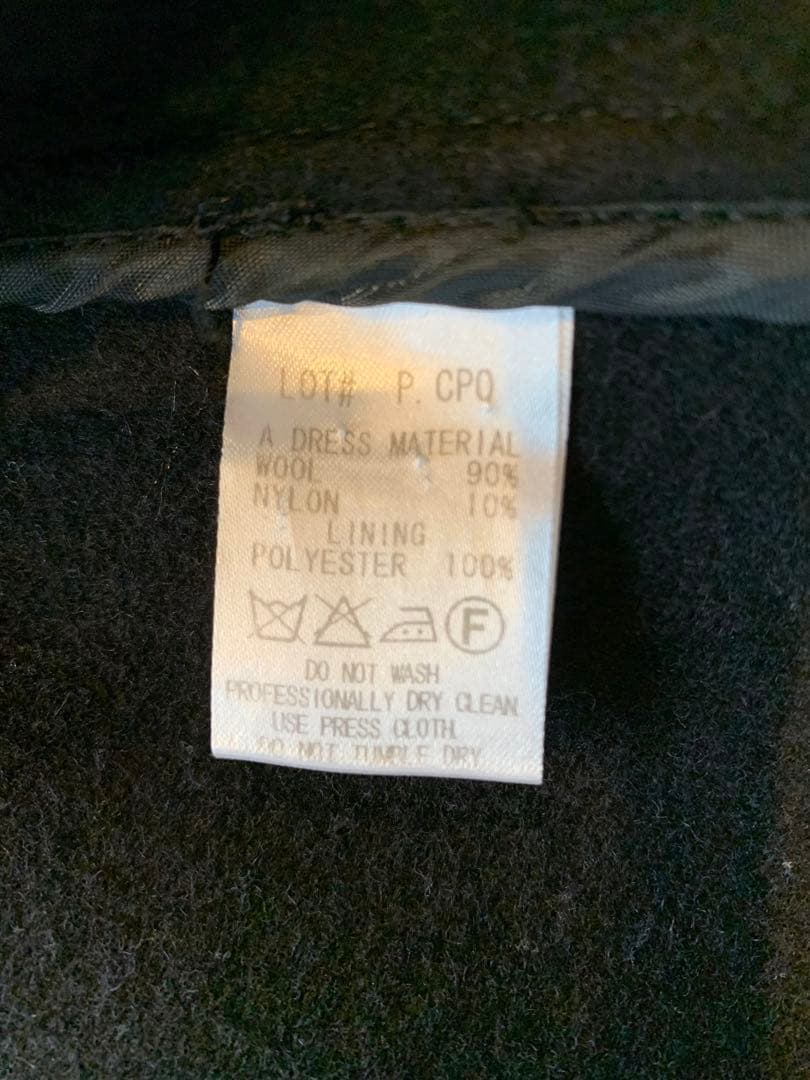 LOT# P. CPQ
A DRESS MATERIAL
WOOL 90%
NYLON 10%
LINING
POLYESTER 100%
F
DO NOT WASH
PROFESSIONALLY DRY CLEAN.
USE PRESS CLOTH.
DO NOT TUMBLE DRY